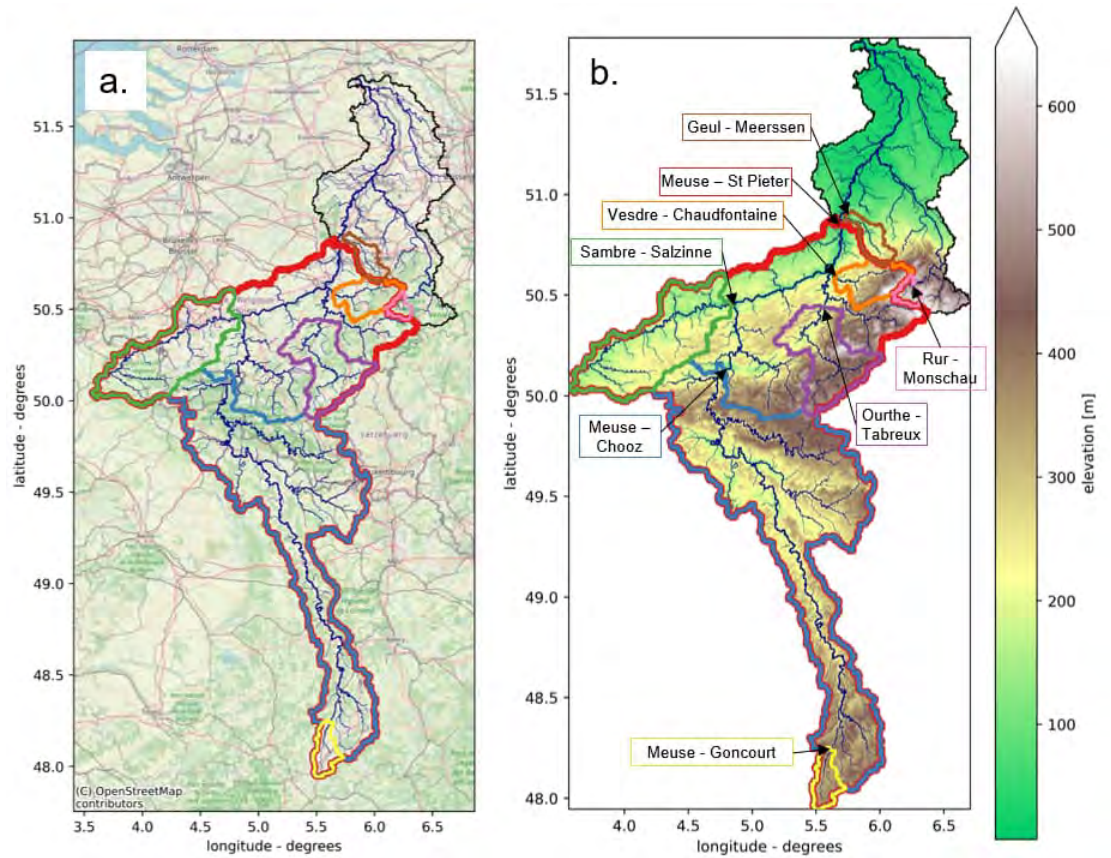 a.
51.5
51.0
50.5
50.0
49.5
49.0
48.5
48.0
latitude - degrees
3.5 4.0 4.5 5.0 5.5 6.0 6.5
longitude - degrees
Rotterdam
Antwerpen
(C) OpenStreetMap
contributors
b.
51.5
51.0
50.5
50.0
49.5
49.0
48.5
48.0
latitude - degrees
4.0 4.5 5.0 5.5 6.0 6.5
longitude - degrees
Geul - Meerssen
Meuse – St Pieter
Vesdre - Chaudfontaine
Sambre - Salzinne
Rur -
Monschau
Meuse –
Chooz
Ourthe -
Tabreux
Meuse - Goncourt
600
500
400
300
200
100
elevation [m]